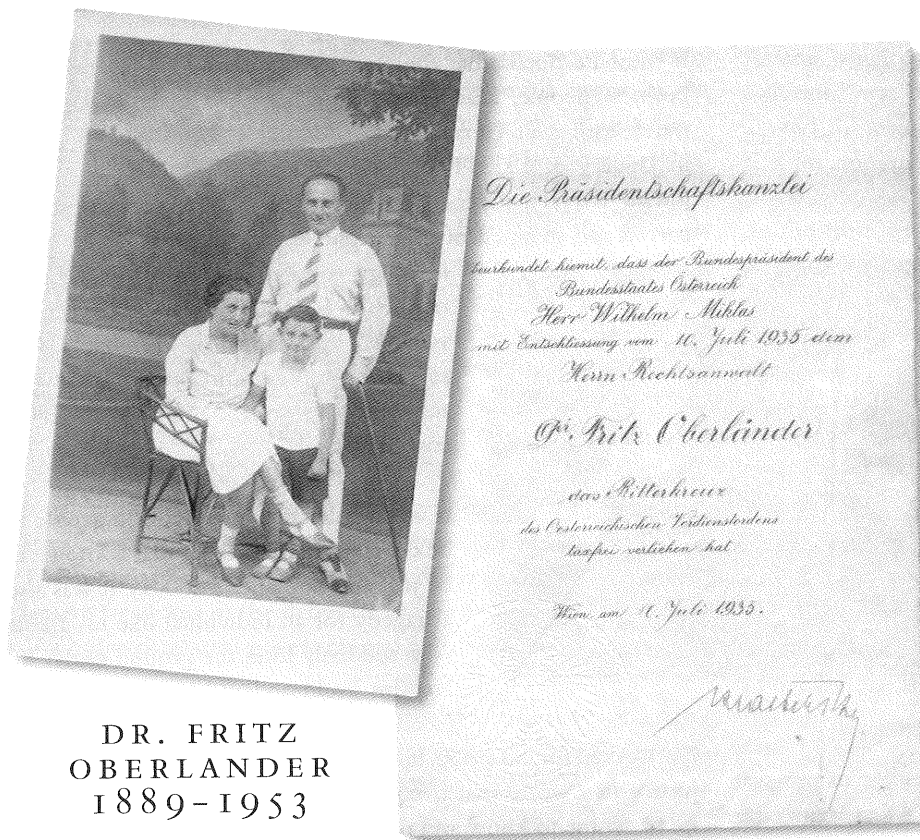 Die Präsidentschaftskanzlei
beurkundet hiemit, dass der Bundespräsident des
Bundesstaates Österreich
Herr Wilhelm Miklas
mit Entschliessung vom 10. Juli 1935 dem
Herrn Rechtsanwalt
Dr. Fritz Oberländer
das Ritterkreuz
des Oesterreichischen Verdienstordens
taxfrei verliehen hat
Wien am Juli 1935.
DR. FRITZ
OBERLANDER
1889–1953